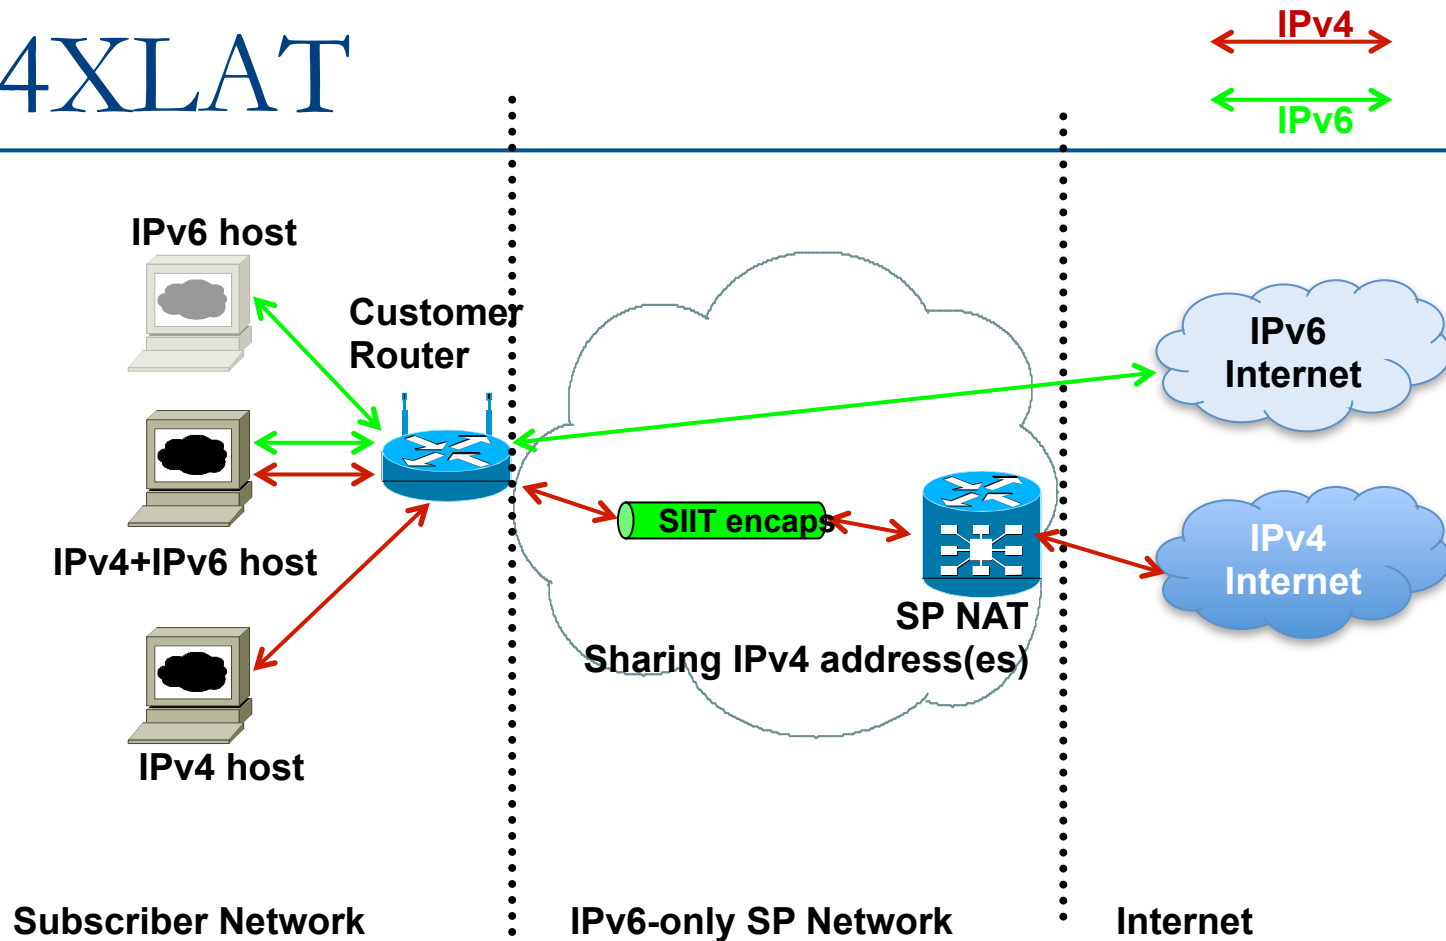 4XLAT
IPv4
IPv6
IPv6 host
Customer
Router
IPv4+IPv6 host
IPv4 host
SIIT encaps
SP NAT
Sharing IPv4 address(es)
IPv6
Internet
IPv4
Internet
Subscriber Network
IPv6-only SP Network
Internet